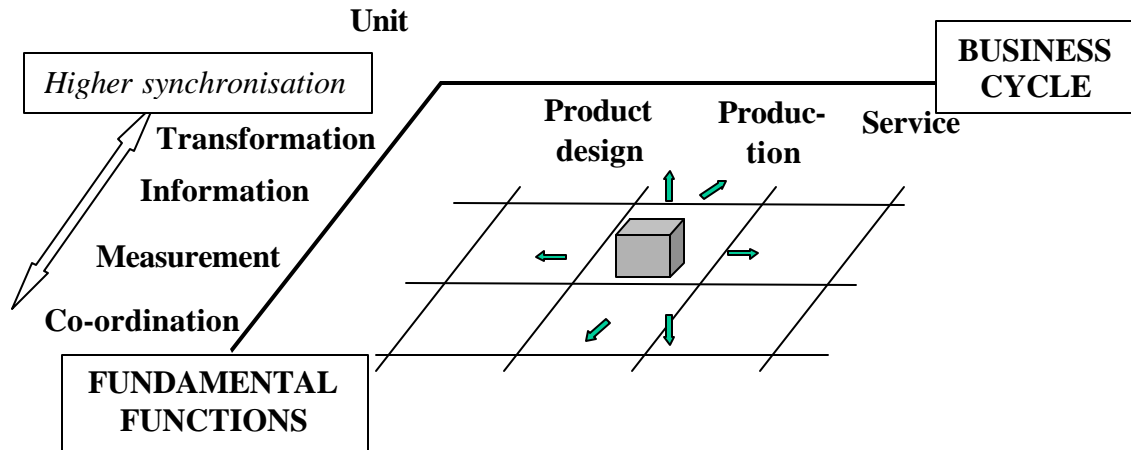 Unit
BUSINESS
CYCLE
Higher synchronisation
Product
design
Produc-
tion
Service
Transformation
Information
Measurement
Co-ordination
FUNDAMENTAL
FUNCTIONS